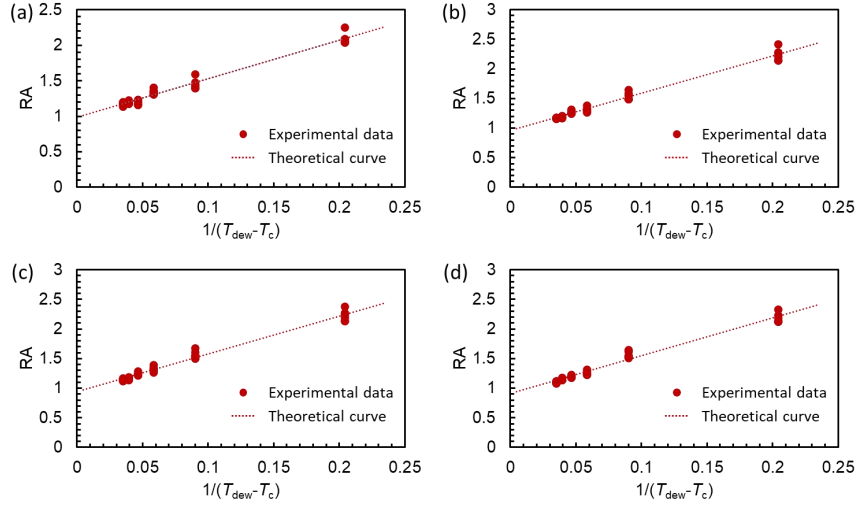 (a)
2.5
2
1.5
1
0.5
0
RA
Experimental data
Theoretical curve
0 0.05 0.1 0.15 0.2 0.25
1/(Tdew-Tc)
(b)
3
2.5
2
1.5
1
0.5
0
RA
Experimental data
Theoretical curve
0 0.05 0.1 0.15 0.2 0.25
1/(Tdew-Tc)
(c)
3
2.5
2
1.5
1
0.5
0
RA
Experimental data
Theoretical curve
0 0.05 0.1 0.15 0.2 0.25
1/(Tdew-Tc)
(d)
3
2.5
2
1.5
1
0.5
0
RA
Experimental data
Theoretical curve
0 0.05 0.1 0.15 0.2 0.25
1/(Tdew-Tc)